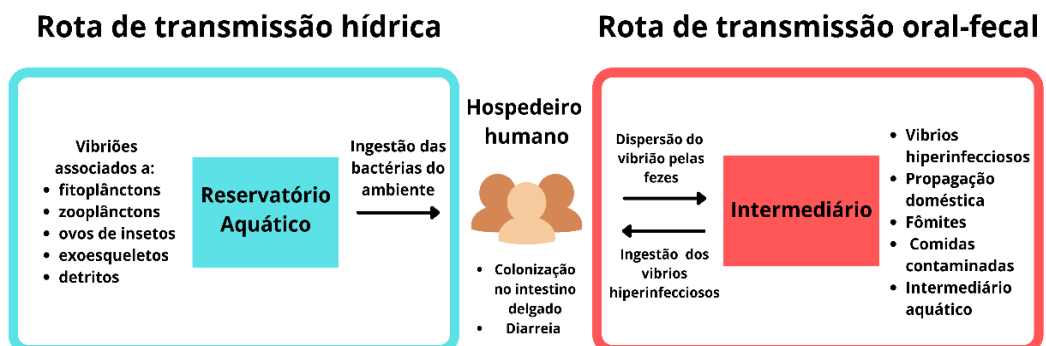 Rota de transmissão hídrica
Vibriões
associados a:
• fitoplânctons
• zooplânctons
• ovos de insetos
• exoesqueletos
• detritos
Reservatório
Aquático
Ingestão das
bactérias do
ambiente
Hospedeiro
humano
• Colonização
no intestino
delgado
• Diarreia
Rota de transmissão oral-fecal
Dispersão do
vibrião pelas
fezes
Ingestão dos
vibrios
hiperinfecciosos
Intermediário
• Vibrios
hiperinfecciosos
• Propagação
doméstica
• Fômites
• Comidas
contaminadas
• Intermediário
aquático